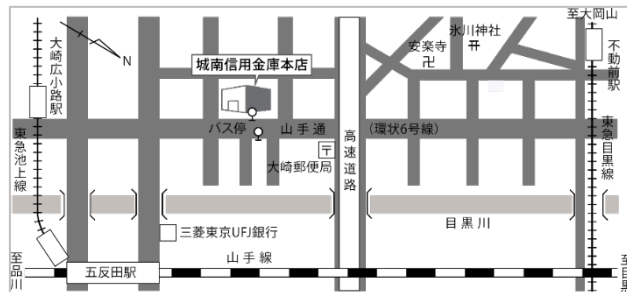 至大岡山
氷川神社
安楽寺
卍
不動前駅
大崎広小路駅
N
城南信用金庫本店
バス停
山手通
(環状6号線)
高速道路
〒
大崎郵便局
東急池上線
東急目黒線
目黒川
三菱東京UFJ銀行
山手線
五反田駅
至品川
至目黒